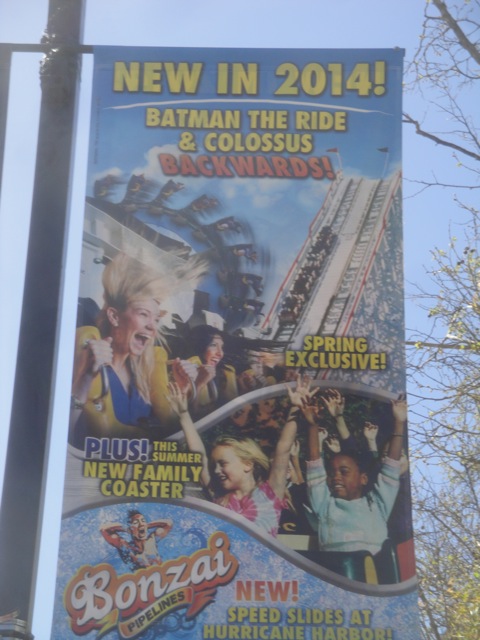 NEW IN 2014!
BATMAN THE RIDE
& COLOSSUS
BACKWARDS!
SPRING
EXCLUSIVE!
PLUS! THIS SUMMER
NEW FAMILY
COASTER
Bonzai
PIPELINES
NEW!
SPEED SLIDES AT
HURRICANE HARBOR!